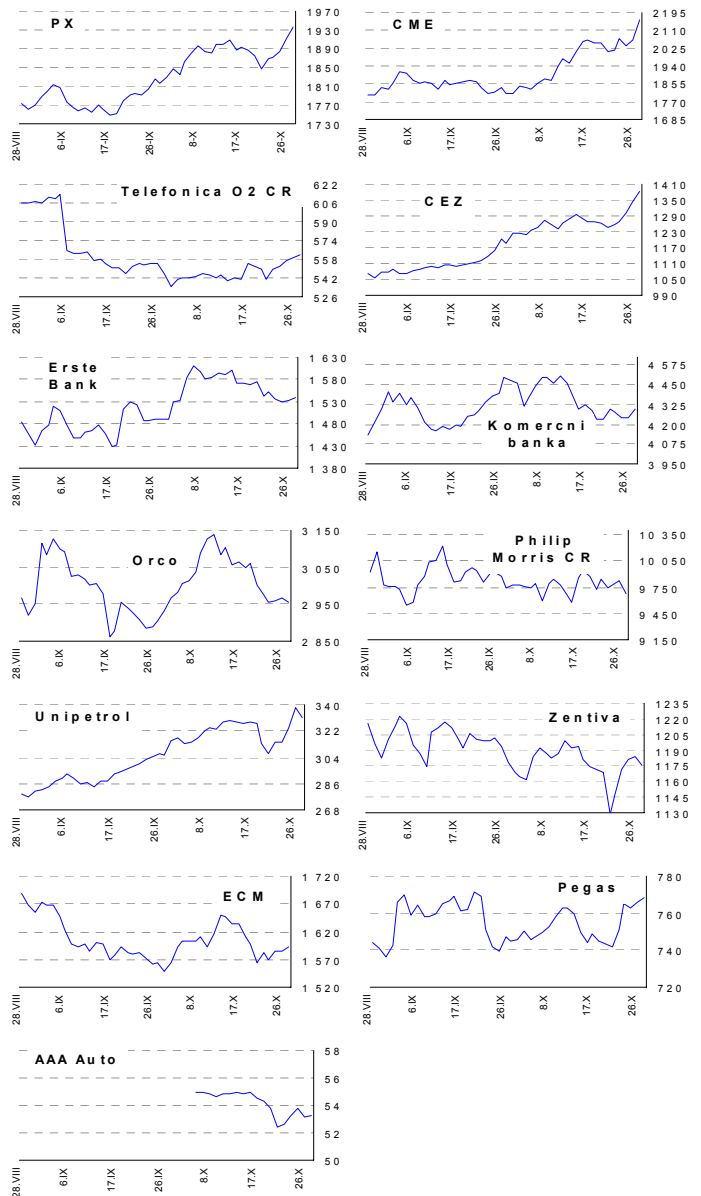 PX
1970
1930
1890
1850
1810
1770
1730
28-VIII
6-IX
17-IX
26-IX
8-X
17-X
26-X
CME
2195
2110
2025
1940
1855
1770
1685
28.VIII
6.IX
17.IX
26.IX
8.X
17.X
26.X
Telefonica O2 CR
622
606
590
574
558
542
526
28.VIII
6.IX
17.IX
26.IX
8.X
17.X
26.X
CEZ
1410
1350
1290
1230
1170
1110
1050
990
28.VIII
6.IX
17.IX
26.IX
8.X
17.X
26.X
Erste
Bank
1 630
1 580
1 530
1 480
1 430
1 380
28.VIII
6.IX
17.IX
26.IX
8.X
17.X
26.X
Komercni
banka
4 575
4 450
4 325
4 200
4 075
3 950
28.VIII
6.IX
17.IX
26.IX
8.X
17.X
26.X
Orco
3 150
3 050
2 950
2 850
28.VIII
6.IX
17.IX
26.IX
8.X
17.X
26.X
Philip
Morris CR
10 350
10 050
9 750
9 450
9 150
28.VIII
6.IX
17.IX
26.IX
8.X
17.X
26.X
Unipetrol
340
322
304
286
268
28.VIII
6.IX
17.IX
26.IX
8.X
17.X
26.X
Zentiva
1235
1220
1205
1190
1175
1160
1145
1130
28.VIII
6.IX
17.IX
26.IX
8.X
17.X
26.X
ECM
1 720
1 670
1 620
1 570
1 520
28.VIII
6.IX
17.IX
26.IX
8.X
17.X
26.X
Pegas
780
760
740
720
28.VIII
6.IX
17.IX
26.IX
8.X
17.X
26.X
AAA Auto
58
56
54
52
50
28.VIII
6.IX
17.IX
26.IX
8.X
17.X
26.X